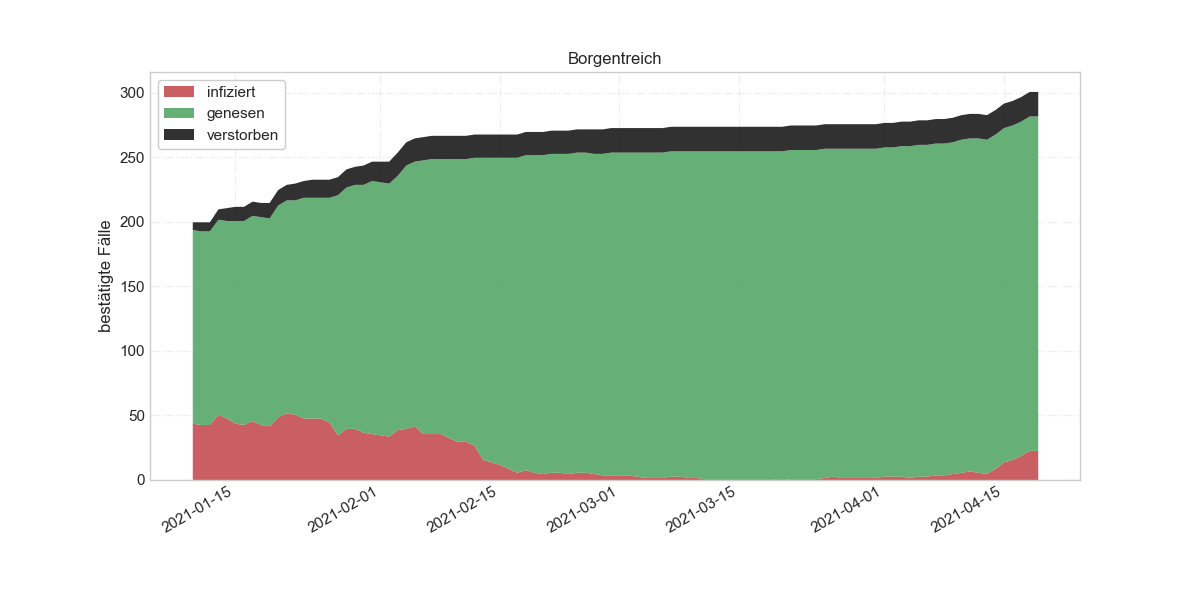 Borgentreich
infiziert
genesen
verstorben
bestätigte Fälle
300
250
200
150
100
50
0
2021-01-15
2021-02-01
2021-02-15
2021-03-01
2021-03-15
2021-04-01
2021-04-15